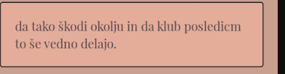 da tako škodi okolju in da klub posledicm
to še vedno delajo.